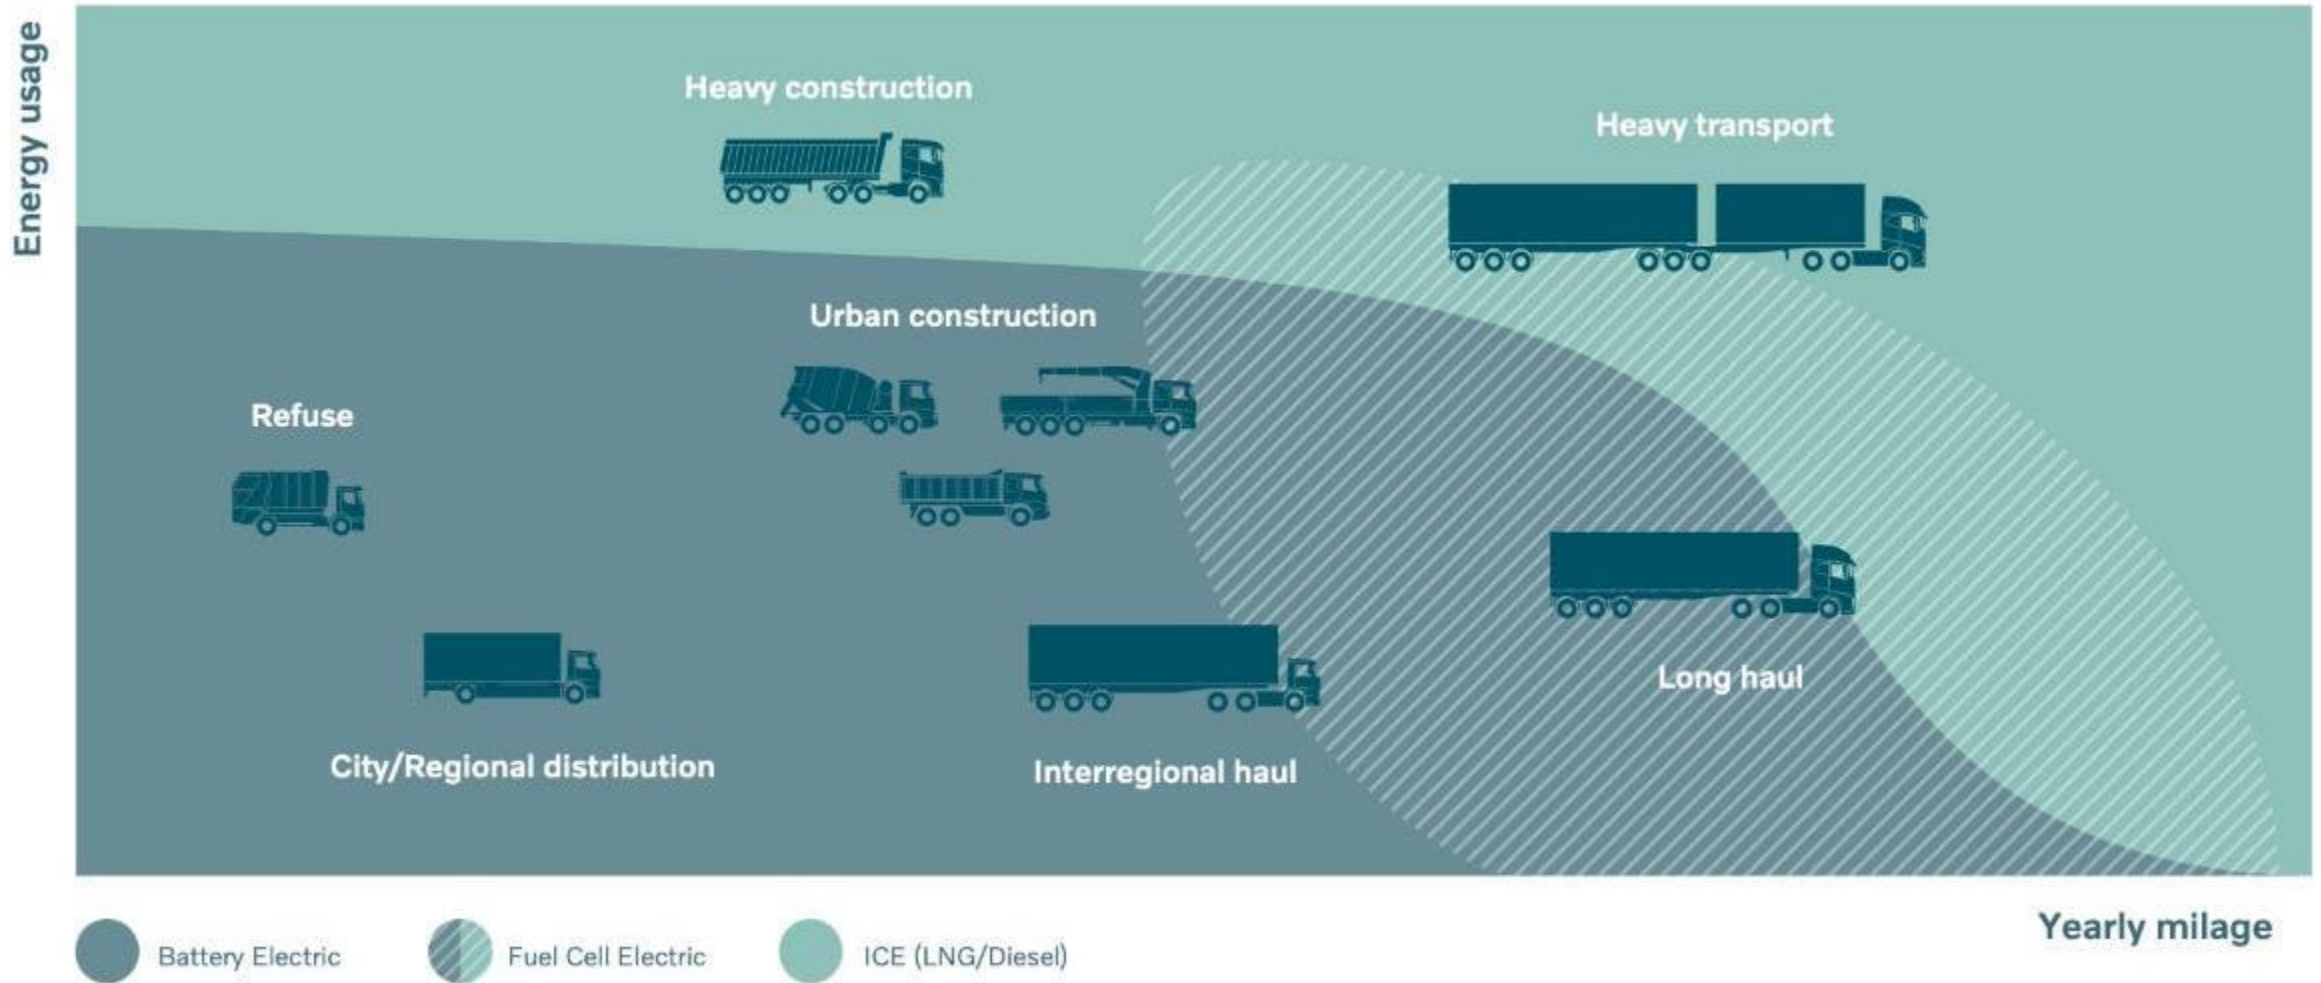 Energy usage
Heavy construction
Heavy transport
Urban construction
Refuse
Long haul
City/Regional distribution
Interregional haul
Yearly milage
Battery Electric
Fuel Cell Electric
ICE (LNG/Diesel)